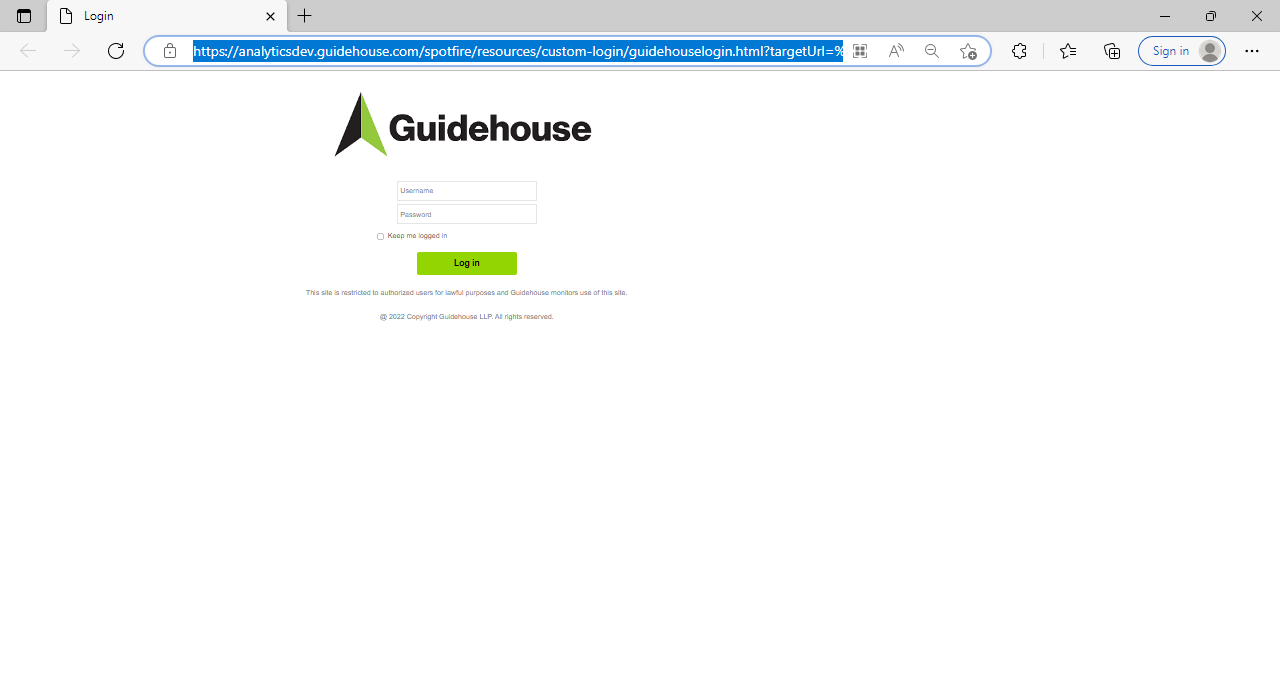 Login
https://analyticsdev.guidehouse.com/spotfire/resources/custom-login/guidehouselogin.html?targetUrl=%
Sign in
Guidehouse
Username
Password
Keep me logged in
Log in
This site is restricted to authorized users for lawful purposes and Guidehouse monitors use of this site.
@ 2022 Copyright Guidehouse LLP. All rights reserved.